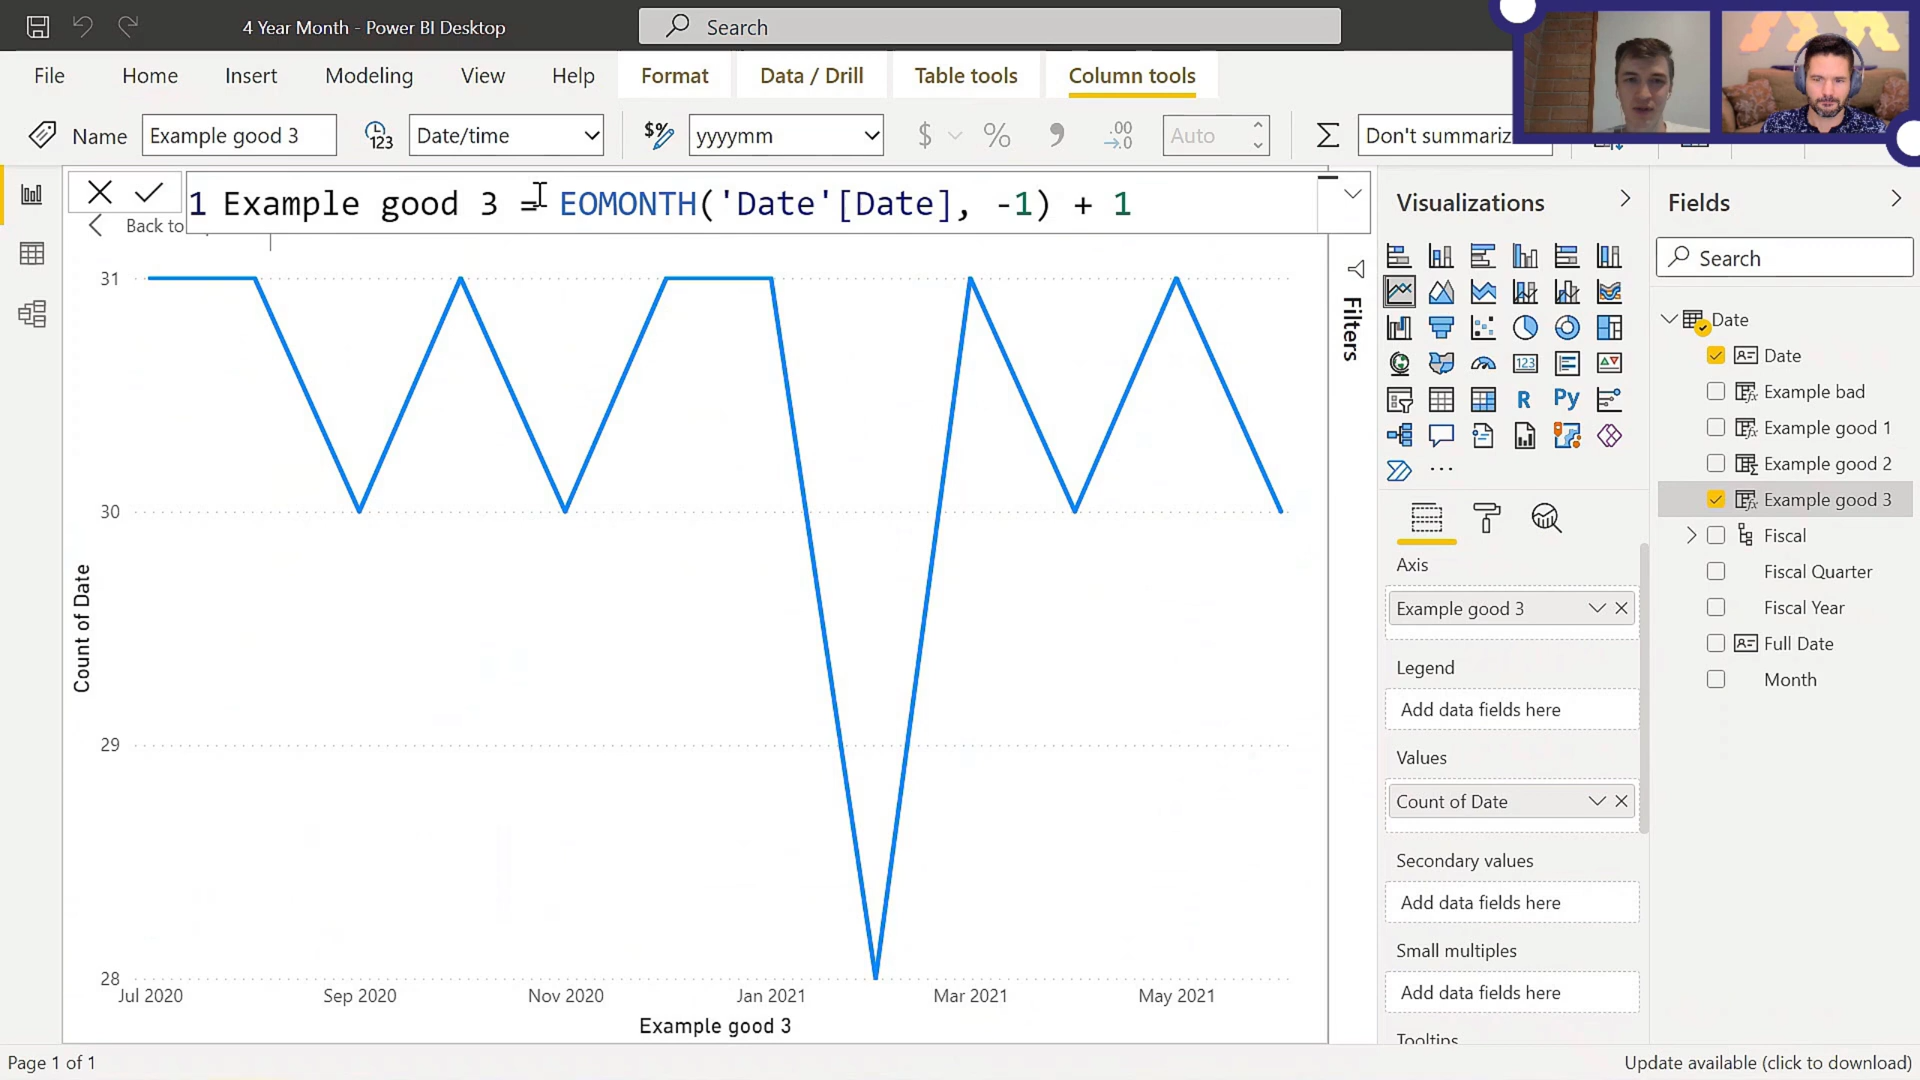 4 Year Month - Power BI Desktop
Search
File Home Insert Modeling View Help Format Data / Drill Table tools Column tools
Name Example good 3 Date/time yyyymm Auto Don't summariz
1 Example good 3 = EOMONTH('Date'[Date], -1) + 1
Back to
31
30
29
28
Count of Date
Jul 2020 Sep 2020 Nov 2020 Jan 2021 Mar 2021 May 2021
Example good 3
Filters
Visualizations
R
Py
123
Axis
Example good 3
Legend
Add data fields here
Values
Count of Date
Secondary values
Add data fields here
Small multiples
Add data fields here
Tooltips
Fields
Search
Date
Date
Example bad
Example good 1
Example good 2
Example good 3
Fiscal
Fiscal Quarter
Fiscal Year
Full Date
Month
Page 1 of 1
Update available (click to download)